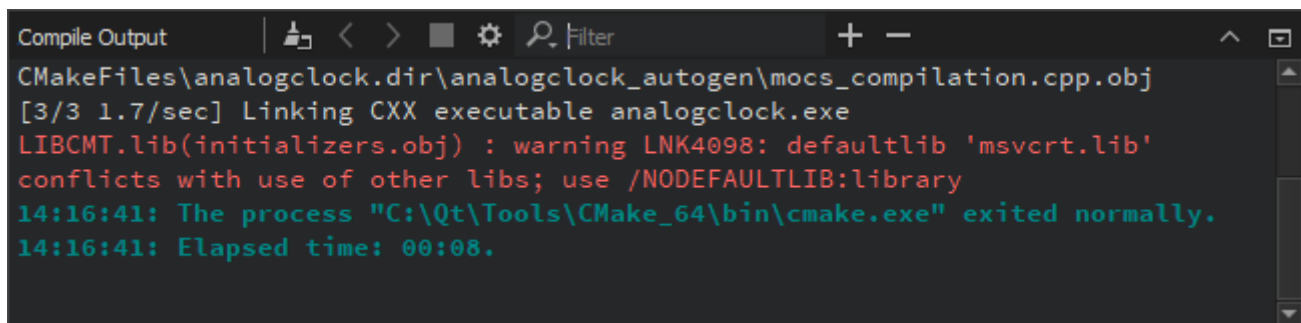 Compile Output
Filter
CMakeFiles\analogclock.dir\analogclock_autogen\mocs_compilation.cpp.obj
[3/3 1.7/sec] Linking CXX executable analogclock.exe
LIBCMT.lib(initializers.obj) : warning LNK4098: defaultlib 'msvcrt.lib'
conflicts with use of other libs; use /NODEFAULTLIB:library
14:16:41: The process "C:\Qt\Tools\CMake_64\bin\cmake.exe" exited normally.
14:16:41: Elapsed time: 00:08.